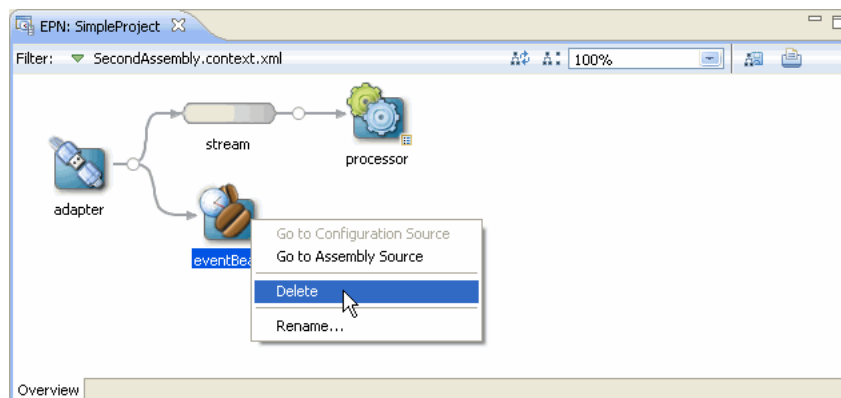 EPN: SimpleProject
Filter: SecondAssembly.context.xml 100%
stream
processor
adapter
Go to Configuration Source
Go to Assembly Source
Delete
Rename...
Overview